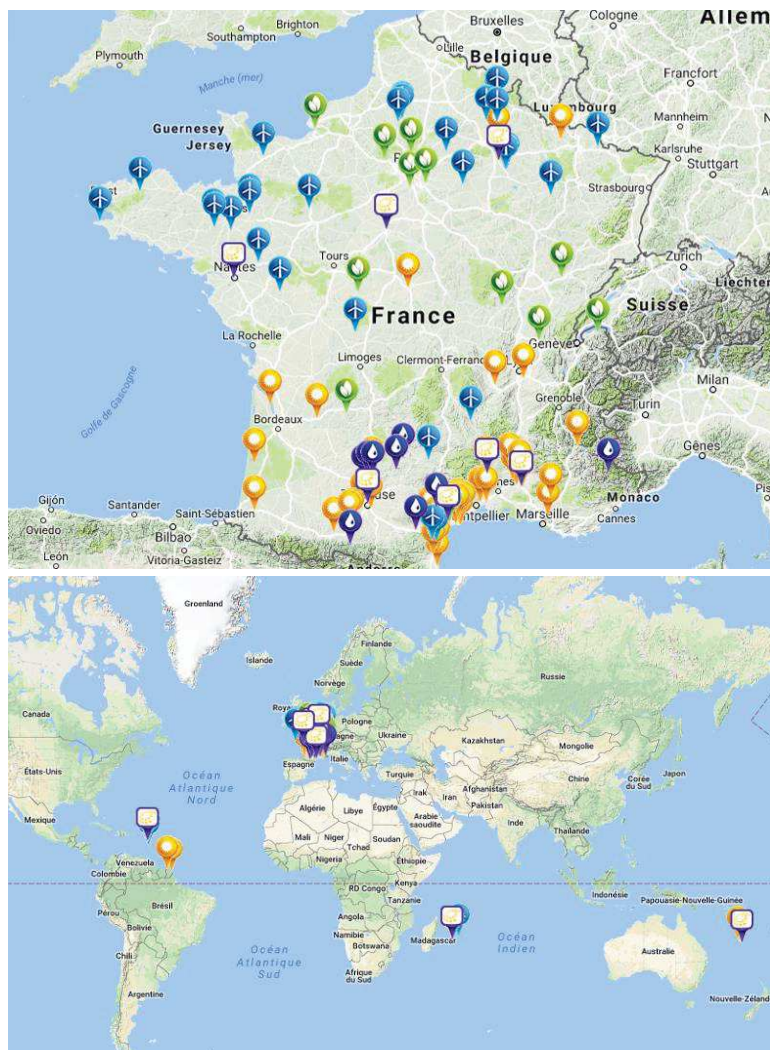 Brighton
Bruxelles
Cologne
Allem
Southampton
Plymouth
Lille
Belgique
Francfort
Manche (mer)
Luxembourg
Mannheim
Guernesey
Jersey
Karlsruhe
Stuttgart
Strasbourg
Tours
Zurich
Nantes
Liechten
France
Suisse
La Rochelle
Genève
Limoges
Clermont-Ferrand
Milan
Golfe de Gascogne
Grenoble
Turin
Bordeaux
Gênes
Monaco
Gijón
Santander
Saint-Sébastien
Marseille
Cannes
Oviedo
Bilbao
León
Vitoria-Gasteiz
Groenland
Finlande
Islande
Suède
Norvège
Russie
Canada
Pologne
Ukraine
Kazakhstan
Mongolie
États-Unis
Océan
Atlantique
Nord
Espagne
Italie
Turquie
Chine
Corée
du Sud
Japon
Irak
Iran
Afghanistan
Pakistan
Algérie
Libye
Égypte
Arabie
saoudite
Mexique
Mali
Niger
Soudan
Tchad
Inde
Thaïlande
Venezuela
Nigeria
Éthiopie
Colombie
RD Congo
Kenya
Tanzanie
Indonésie
Papouasie-Nouvelle-Guinée
Pérou
Brésil
Bolivie
Angola
Namibie
Botswana
Madagascar
Océan
Indien
Australie
Chili
Océan
Atlantique
Sud
Afrique
du Sud
Argentine
Nouvelle-Zéland